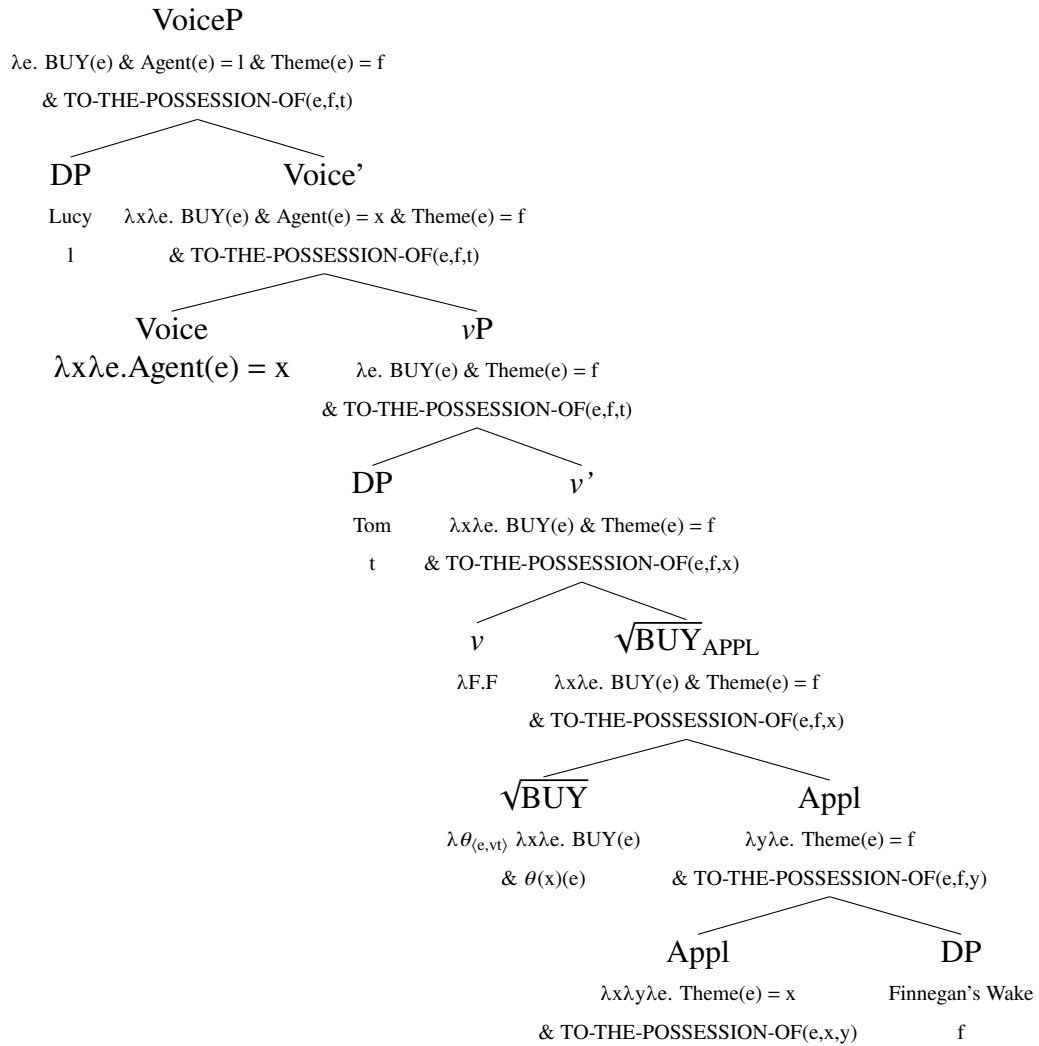 VoiceP
λe. BUY(e) & Agent(e) = l & Theme(e) = f
& TO-THE-POSSESSION-OF(e,f,t)
DP Voice'
Lucy λxλe. BUY(e) & Agent(e) = x & Theme(e) = f
l & TO-THE-POSSESSION-OF(e,f,t)
Voice vP
λxλe.Agent(e) = x λe. BUY(e) & Theme(e) = f
& TO-THE-POSSESSION-OF(e,f,t)
DP v'
Tom λxλe. BUY(e) & Theme(e) = f
t & TO-THE-POSSESSION-OF(e,f,x)
v √BUY_APPL
λF.F λxλe. BUY(e) & Theme(e) = f
& TO-THE-POSSESSION-OF(e,f,x)
√BUY Appl
λθ⟨e,vt⟩ λxλe. BUY(e) λyλe. Theme(e) = f
& θ(x)(e) & TO-THE-POSSESSION-OF(e,f,y)
Appl DP
λxλyλe. Theme(e) = x Finnegan's Wake
& TO-THE-POSSESSION-OF(e,x,y) f